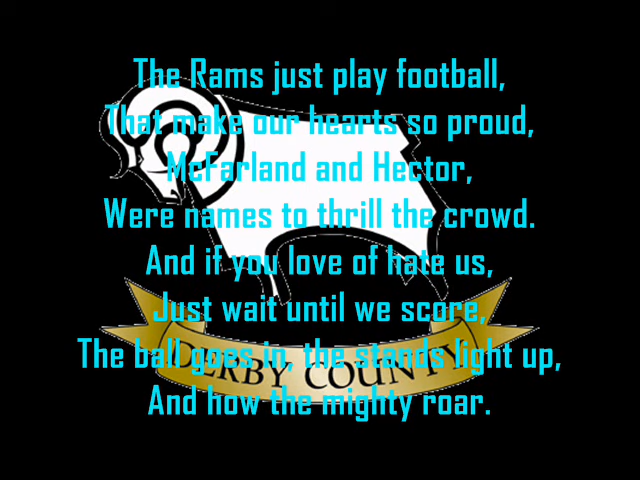 The Rams just play football,
That make our hearts so proud,
McFarland and Hector,
Were names to thrill the crowd.
And if you love of hate us,
Just wait until we score,
The ball goes in, the stands light up,
DERBY COUNTY
And how the mighty roar.